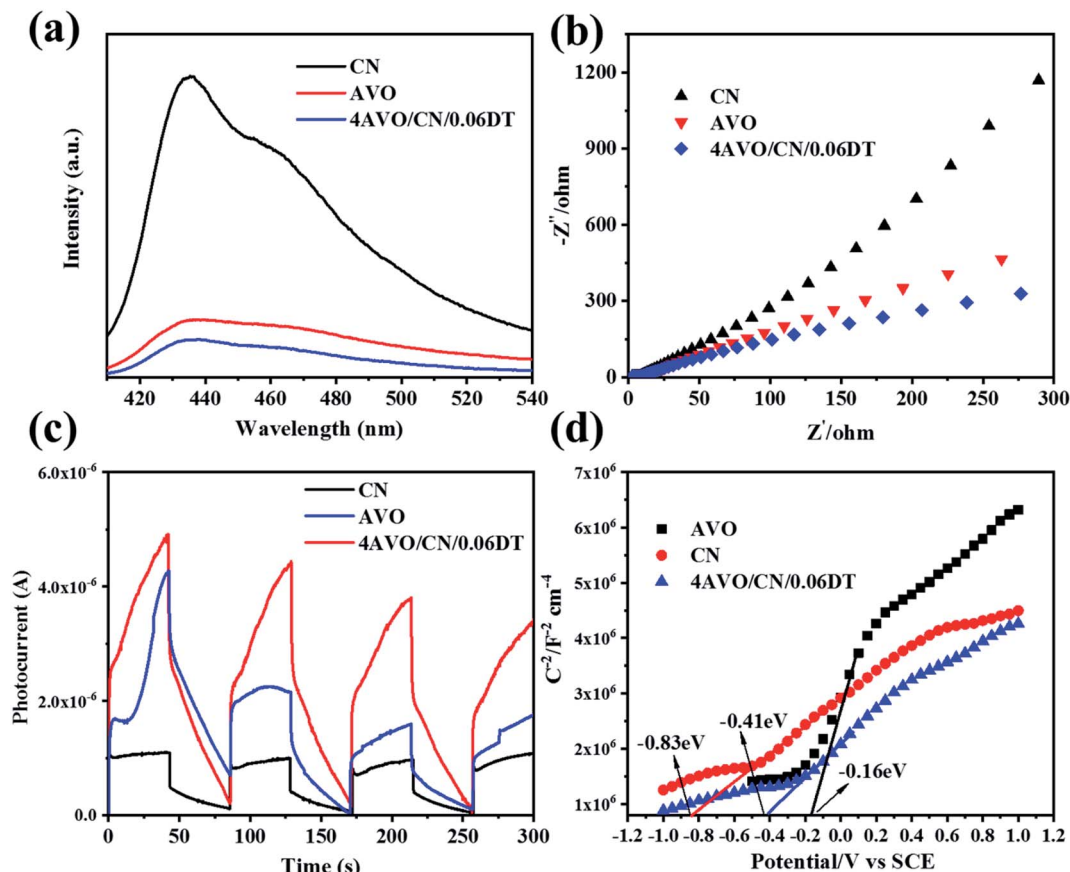 (a)
CN
AVO
4AVO/CN/0.06DT
Intensity (a.u.)
420 440 460 480 500 520 540
Wavelength (nm)
(b)
1200
900
600
300
0
CN
AVO
4AVO/CN/0.06DT
-Z''/ohm
0 50 100 150 200 250 300
Z'/ohm
(c)
6.0x10⁻⁶
4.0x10⁻⁶
2.0x10⁻⁶
0.0
CN
AVO
4AVO/CN/0.06DT
Photocurrent (A)
0 50 100 150 200 250 300
Time (s)
(d)
7x10⁶
6x10⁶
5x10⁶
4x10⁶
3x10⁶
2x10⁶
1x10⁶
AVO
CN
4AVO/CN/0.06DT
C⁻²/F⁻² cm⁻⁴
-0.83eV
-0.41eV
-0.16eV
-1.2 -1.0 -0.8 -0.6 -0.4 -0.2 0.0 0.2 0.4 0.6 0.8 1.0 1.2
Potential/V vs SCE